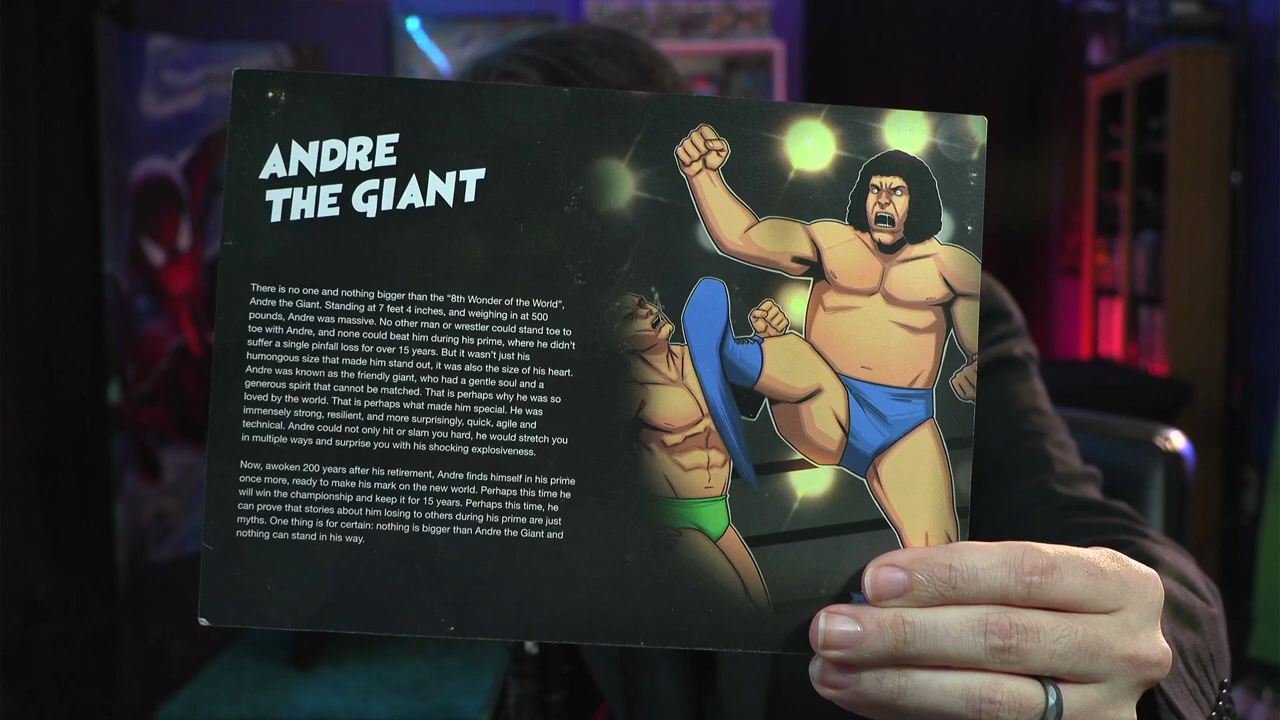 ANDRE
THE GIANT
There is no one and nothing bigger than the "8th Wonder of the World",
Andre the Giant. Standing at 7 feet 4 inches, and weighing in at 500
pounds, Andre was massive. No other man or wrestler could stand toe to
toe with Andre, and none could beat him during his prime, where he didn't
suffer a single pinfall loss for over 15 years. But it wasn't just his
humongous size that made him stand out, it was also the size of his heart.
Andre was known as the friendly giant, who had a gentle soul and a
generous spirit that cannot be matched. That is perhaps why he was so
loved by the world. That is perhaps what made him special. He was
immensely strong, resilient, and more surprisingly, quick, agile and
technical. Andre could not only hit or slam you hard, he would stretch you
in multiple ways and surprise you with his shocking explosiveness.
Now, awoken 200 years after his retirement, Andre finds himself in his prime
once more, ready to make his mark on the new world. Perhaps this time he
will win the championship and keep it for 15 years. Perhaps this time, he
can prove that stories about him losing to others during his prime are just
myths. One thing is for certain: nothing is bigger than Andre the Giant and
nothing can stand in his way.